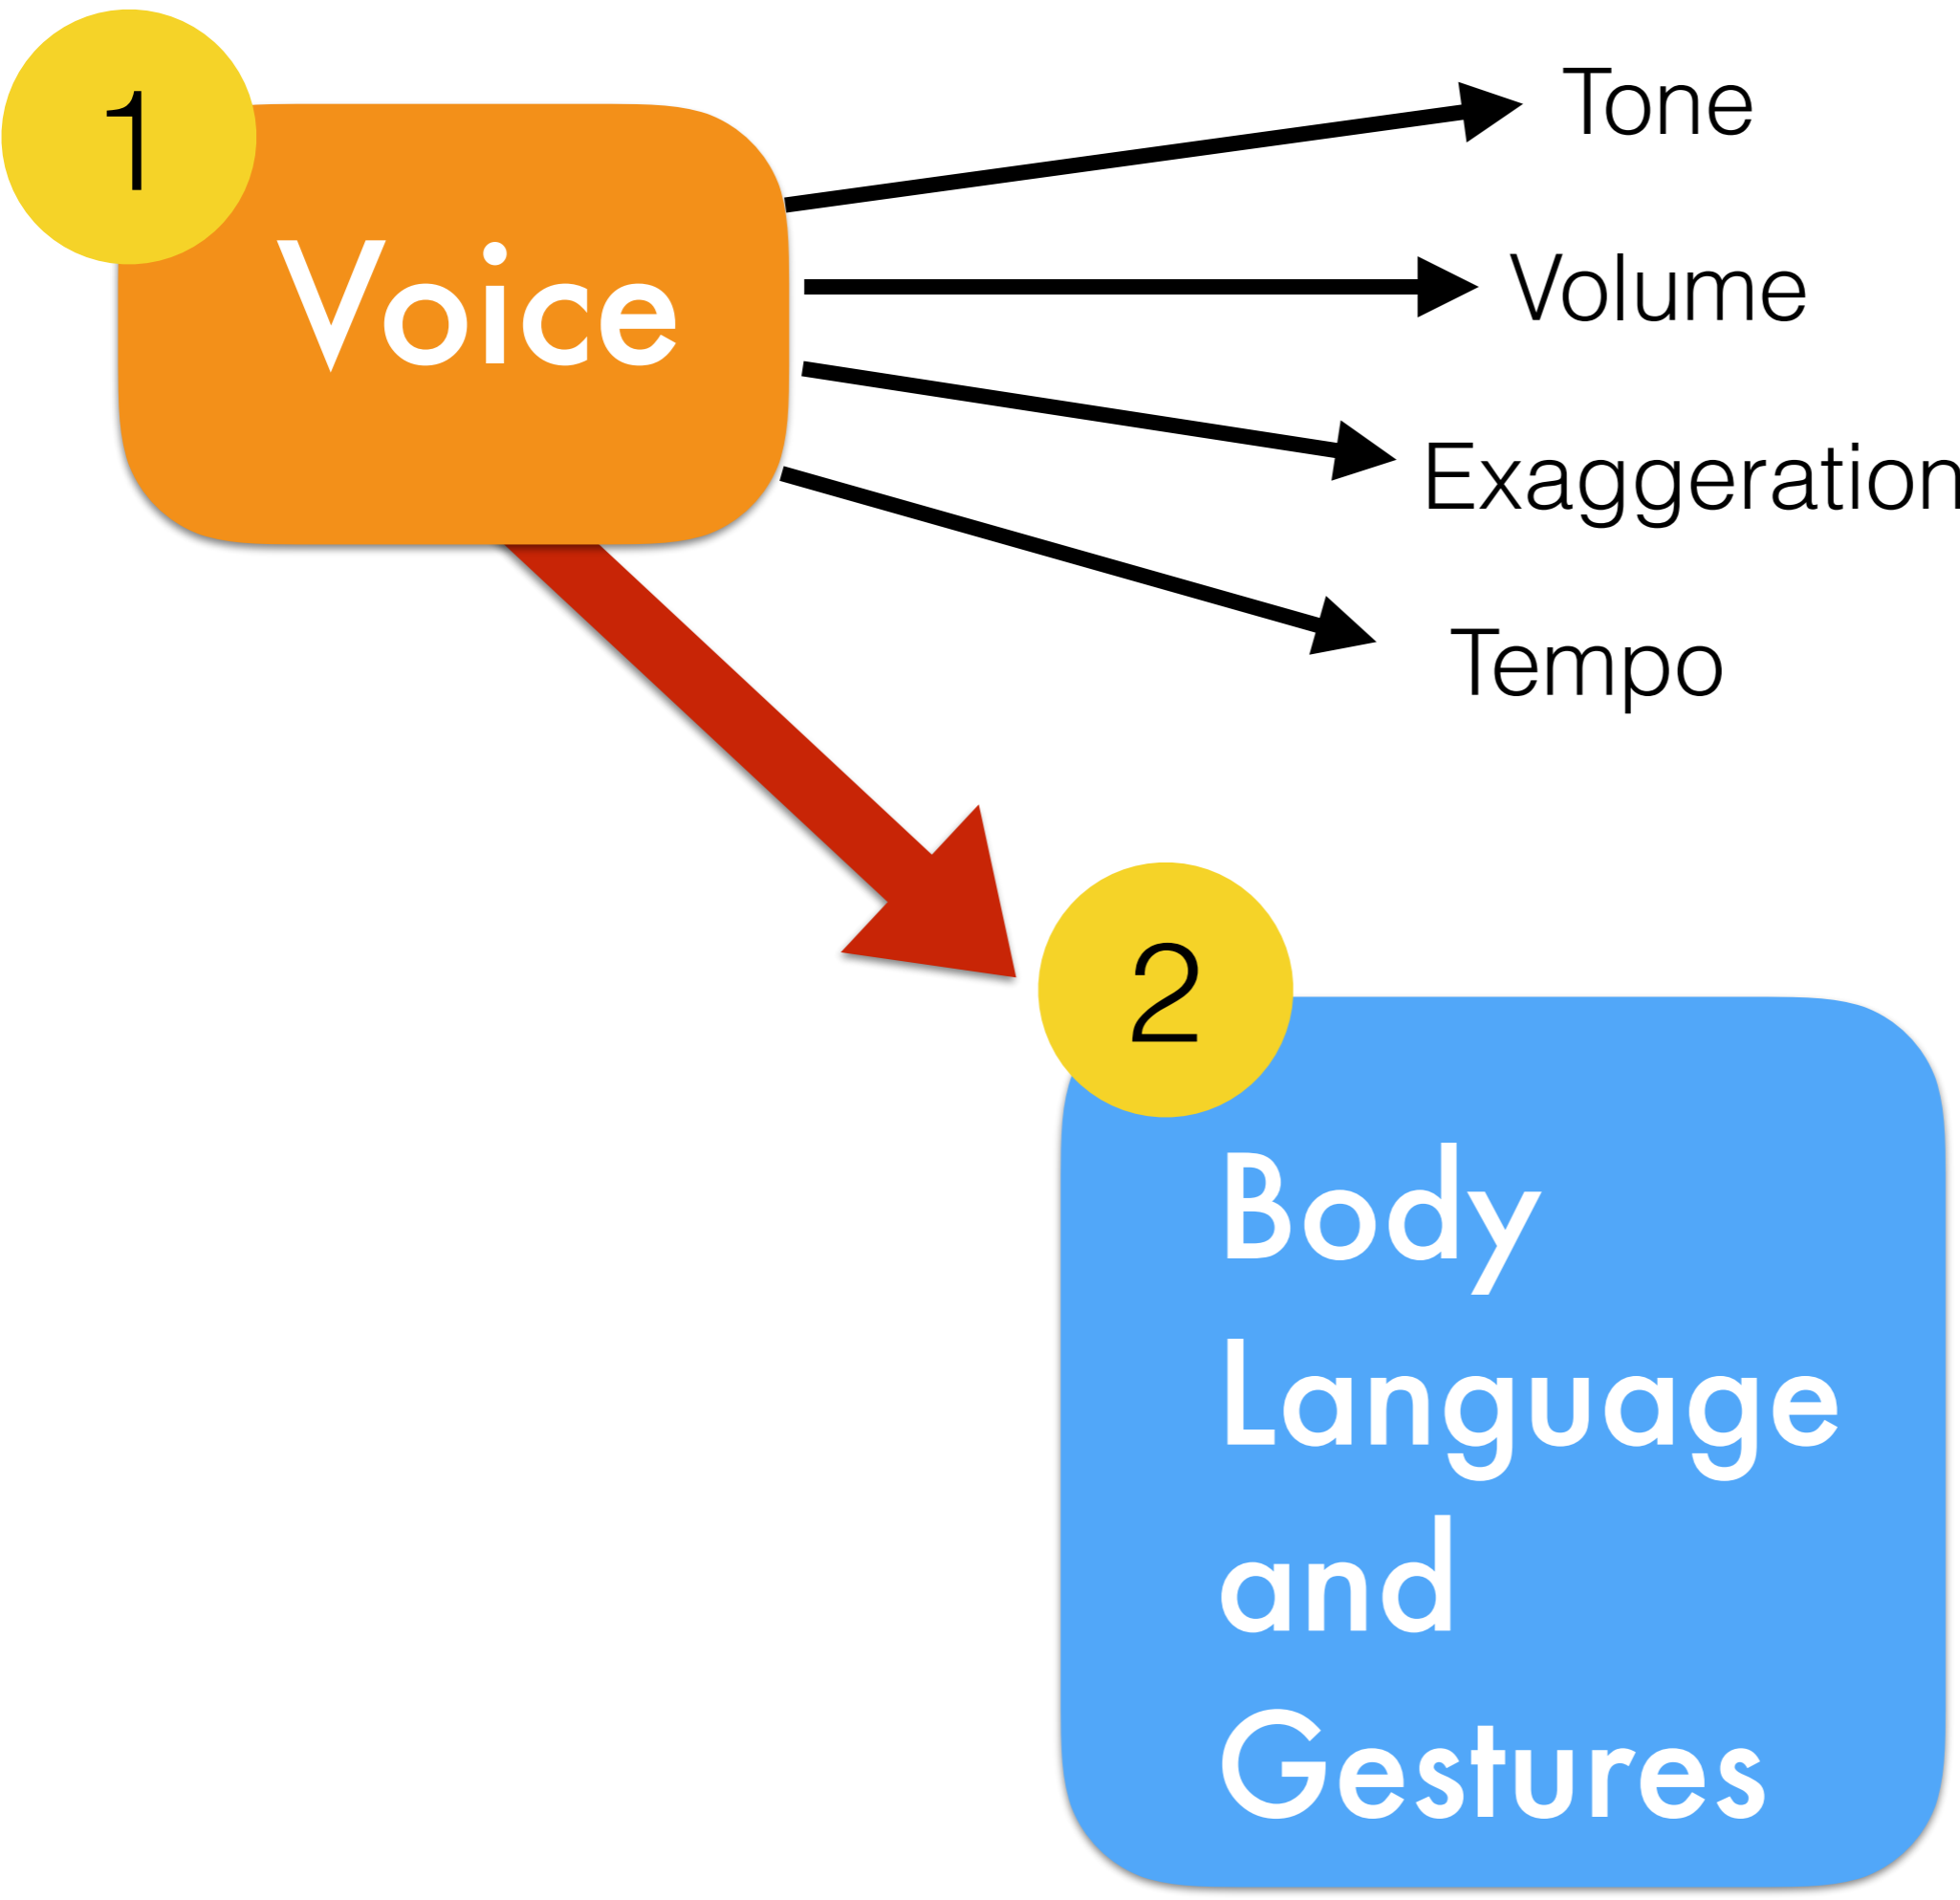 1
Voice
Tone
Volume
Exaggeration
Tempo
2
Body
Language
and
Gestures